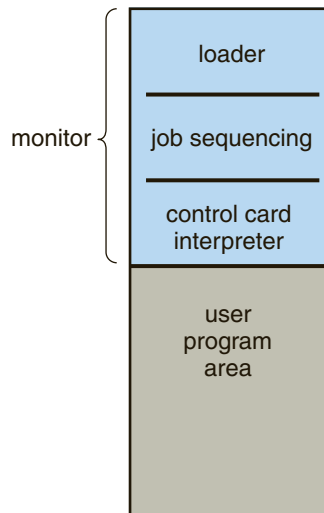 loader
monitor
job sequencing
control card
interpreter
user
program
area